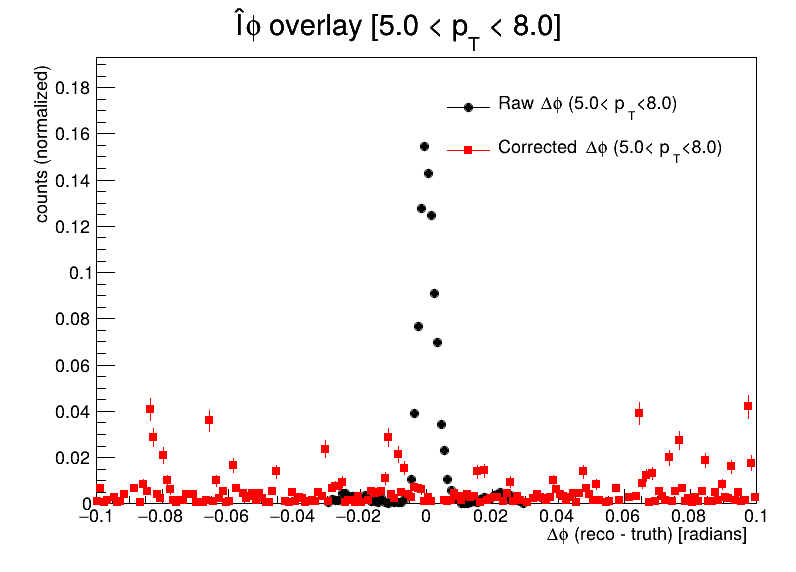 Îϕ overlay [5.0 < p_T < 8.0]
Raw Δϕ (5.0< p_T<8.0)
Corrected Δϕ (5.0< p_T<8.0)
counts (normalized)
0.18
0.16
0.14
0.12
0.1
0.08
0.06
0.04
0.02
0
−0.1 −0.08 −0.06 −0.04 −0.02 0 0.02 0.04 0.06 0.08 0.1
Δϕ (reco - truth) [radians]